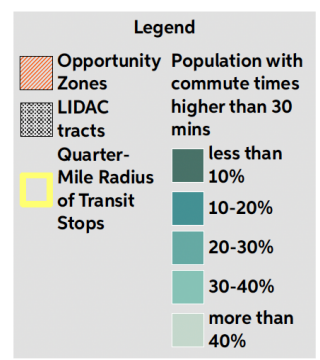 Legend
Opportunity
Zones
LIDAC
tracts
Quarter-
Mile Radius
of Transit
Stops
Population with
commute times
higher than 30
mins
less than
10%
10-20%
20-30%
30-40%
more than
40%